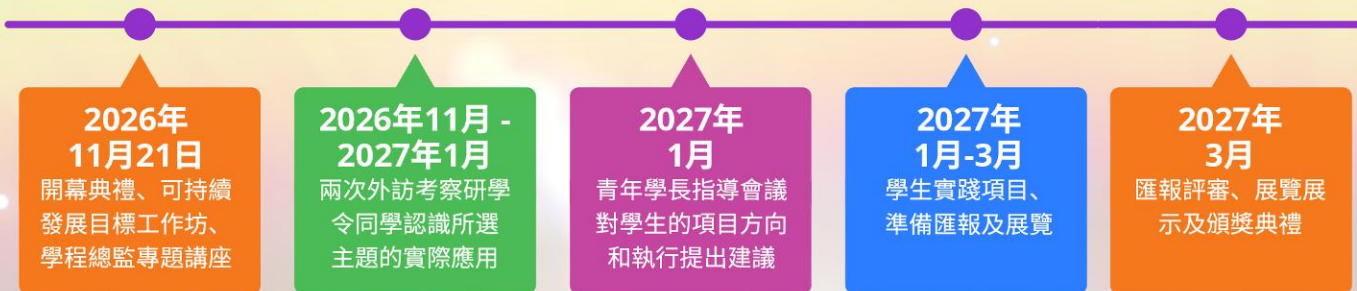 2026年
11月21日
開幕典禮、可持續
發展目標工作坊、
學程總監專題講座
2026年11月 -
2027年1月
兩次外訪考察研學
令同學認識所選
主題的實際應用
2027年
1月
青年學長指導會議
對學生的項目方向
和執行提出建議
2027年
1月-3月
學生實踐項目、
準備匯報及展覽
2027年
3月
匯報評審、展覽展
示及頒獎典禮